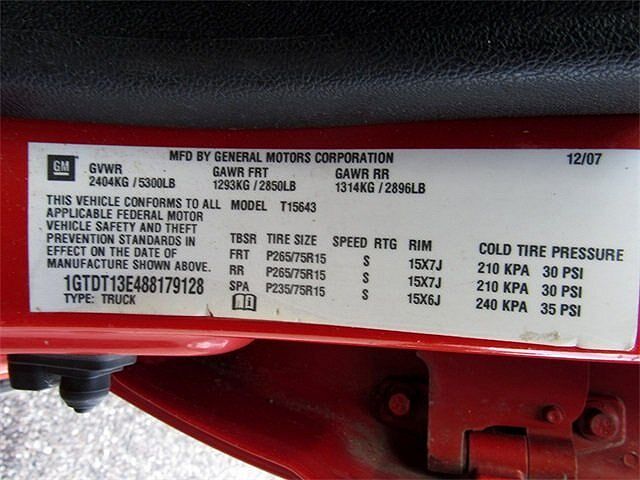 MFD BY GENERAL MOTORS CORPORATION 12/07
GM
GVWR GAWR FRT GAWR RR
2404KG / 5300LB 1293KG / 2850LB 1314KG / 2896LB
THIS VEHICLE CONFORMS TO ALL MODEL T15643
APPLICABLE FEDERAL MOTOR
VEHICLE SAFETY AND THEFT
PREVENTION STANDARDS IN TBSR TIRE SIZE SPEED RTG RIM COLD TIRE PRESSURE
EFFECT ON THE DATE OF FRT P265/75R15 S 15X7J 210 KPA 30 PSI
MANUFACTURE SHOWN ABOVE. RR P265/75R15 S 15X7J 210 KPA 30 PSI
1GTDT13E488179128 SPA P235/75R15 S 15X6J 240 KPA 35 PSI
TYPE: TRUCK